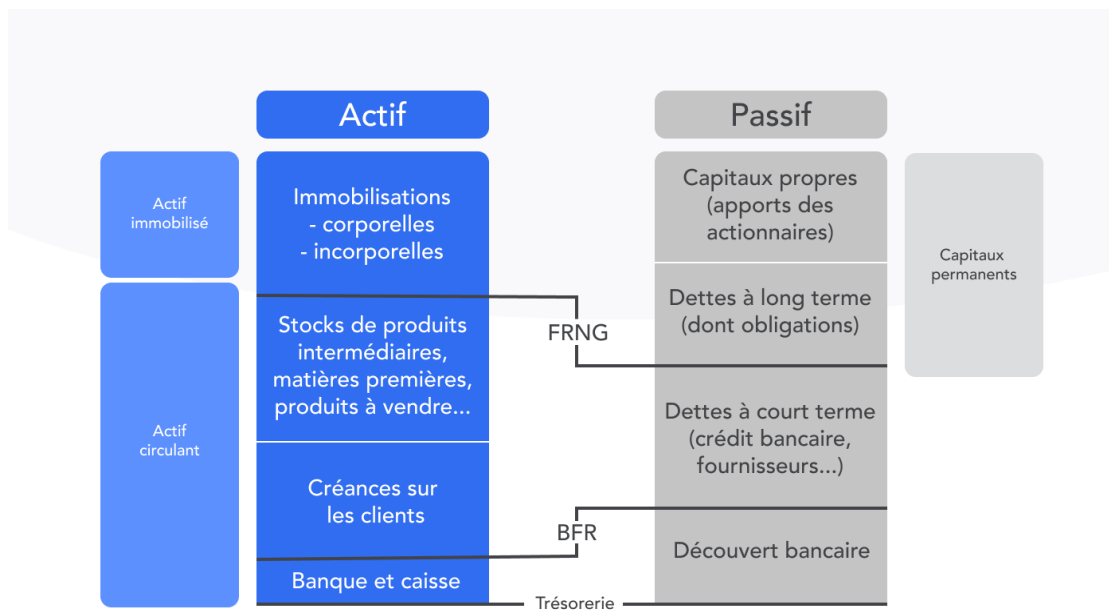 Actif
Passif
Actif
immobilisé
Immobilisations
- corporelles
- incorporelles
Capitaux propres
(apports des
actionnaires)
Capitaux
permanents
Dettes à long terme
(dont obligations)
FRNG
Stocks de produits
intermédiaires,
matières premières,
produits à vendre...
Dettes à court terme
(crédit bancaire,
fournisseurs...)
Actif
circulant
Créances sur
les clients
BFR
Découvert bancaire
Banque et caisse
Trésorerie